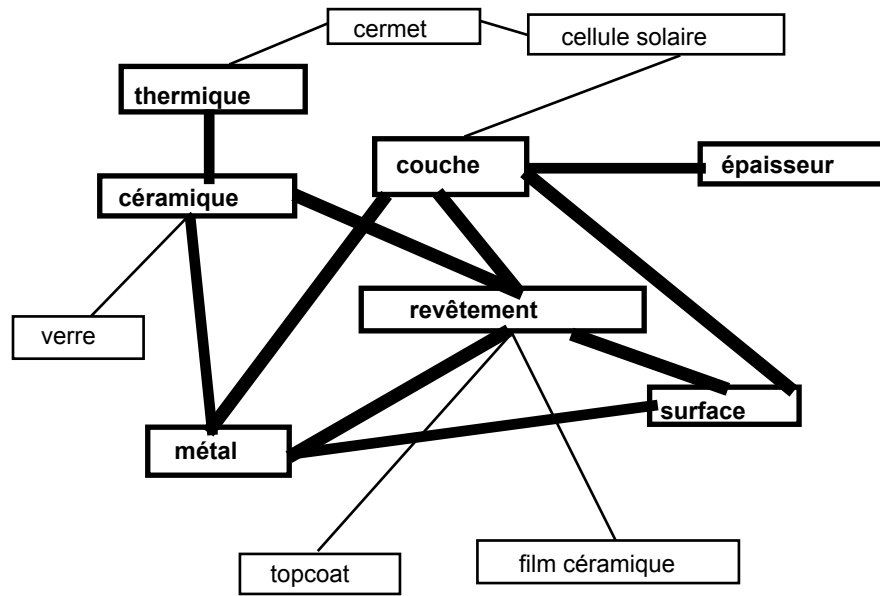 cermet
cellule solaire
thermique
couche
épaisseur
céramique
revêtement
verre
surface
métal
topcoat
film céramique